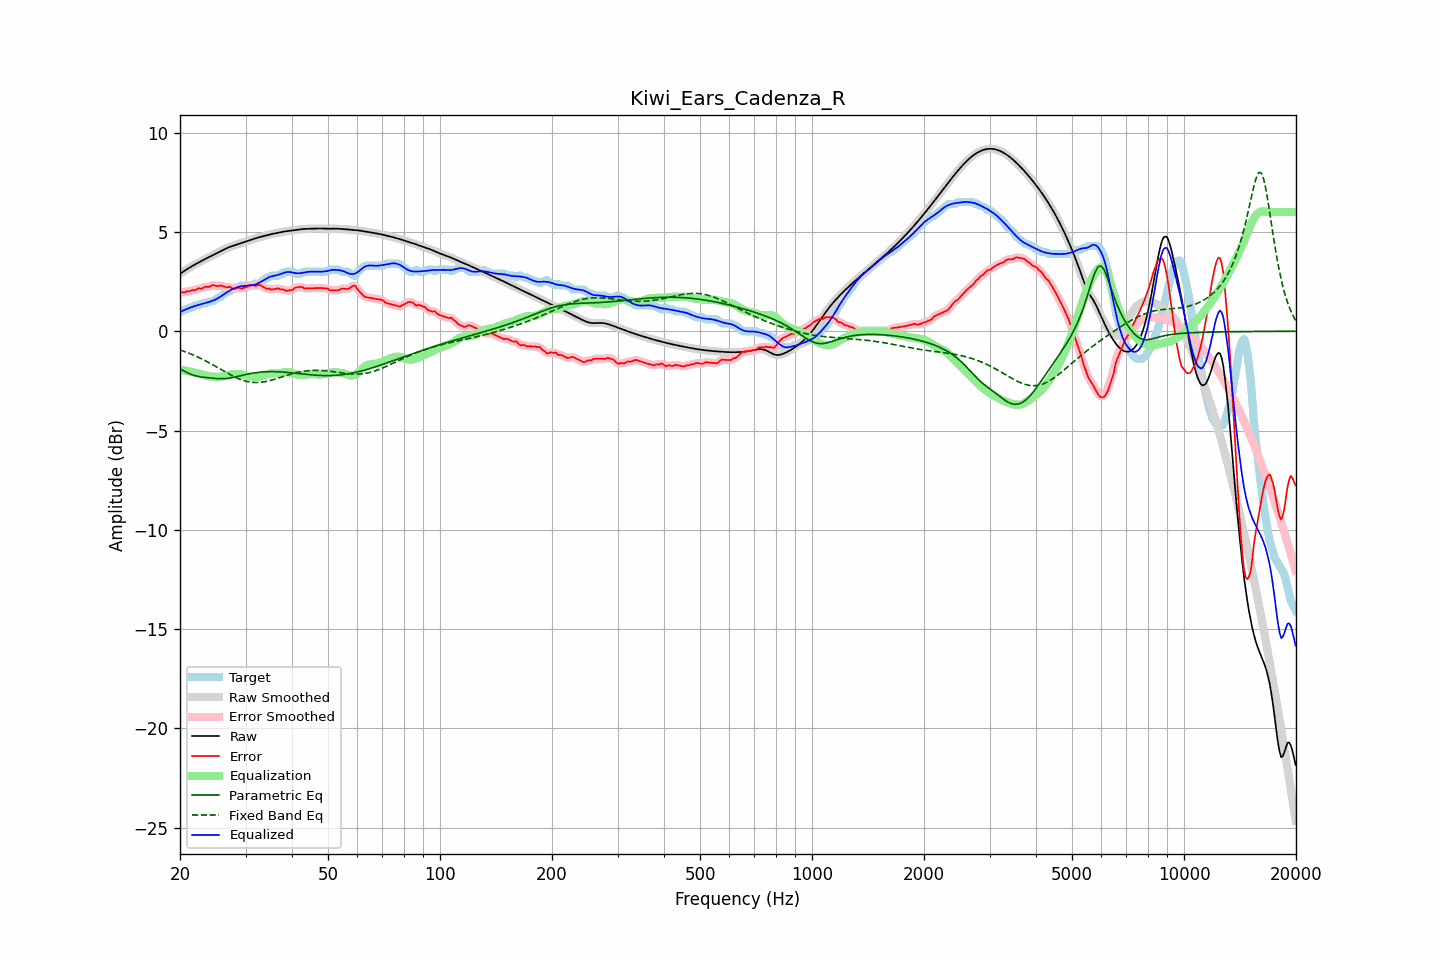 Kiwi_Ears_Cadenza_R
10
5
0
−5
−10
−15
−20
−25
Amplitude (dBr)
Target
Raw Smoothed
Error Smoothed
Raw
Error
Equalization
Parametric Eq
Fixed Band Eq
Equalized
20 50 100 200 500 1000 2000 5000 10000 20000
Frequency (Hz)